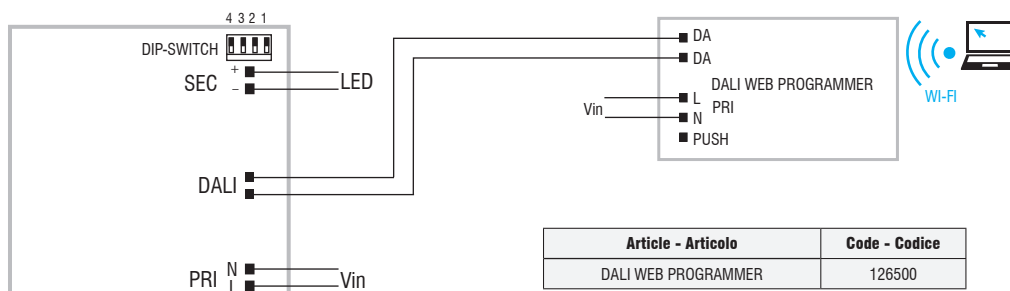 4 3 2 1
DIP-SWITCH
SEC
+
–
LED
DALI
PRI
N
L
Vin
DA
DA
DALI WEB PROGRAMMER
Vin
L
PRI
N
PUSH
WI-FI
Article - Articolo Code - Codice
DALI WEB PROGRAMMER 126500